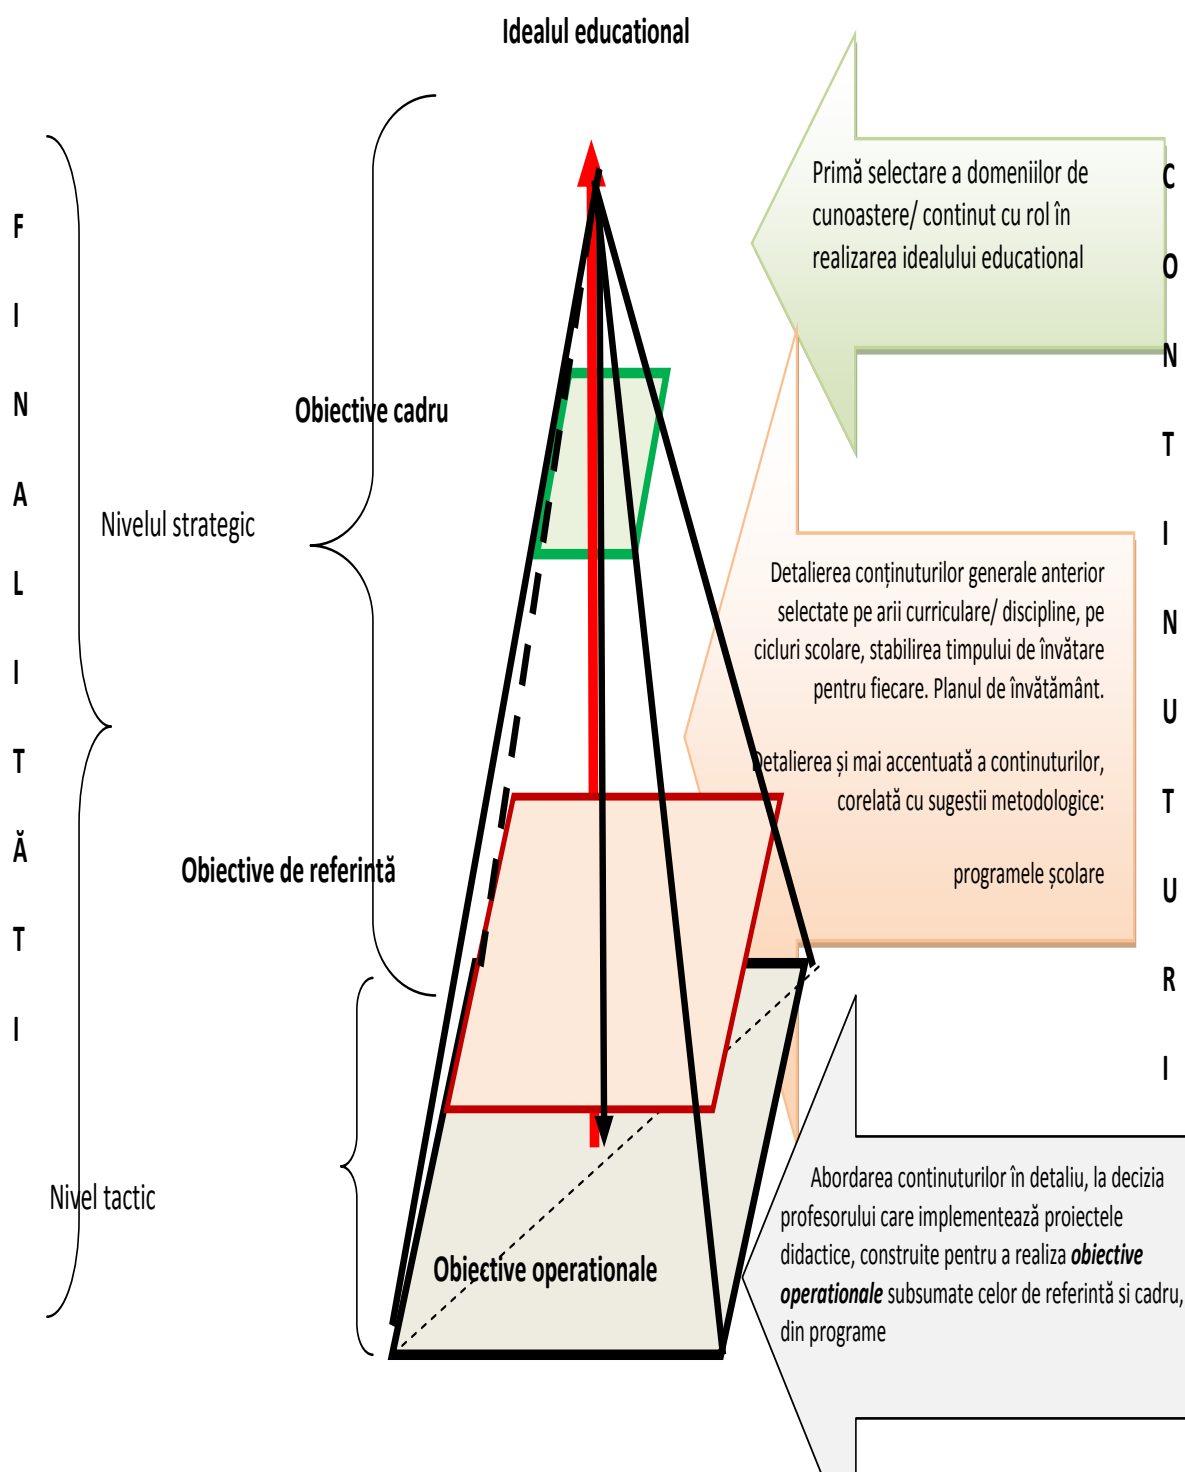 Idealul educational
F
I
N
A
L
I
T
Ă
T
I
Nivelul strategic
Nivel tactic
Obiective cadru
Obiective de referintă
Obiective operationale
Primă selectare a domeniilor de
cunoastere/ continut cu rol în
realizarea idealului educational
Detalierea conținuturilor generale anterior
selectate pe arii curriculare/ discipline, pe
cicluri scolare, stabilirea timpului de învătare
pentru fiecare. Planul de învătământ.
Detalierea și mai accentuată a continuturilor,
corelată cu sugestii metodologice:
programele școlare
Abordarea continuturilor în detaliu, la decizia
profesorului care implementează proiectele
didactice, construite pentru a realiza obiective
operationale subsumate celor de referintă si cadru,
din programe
C
O
N
T
I
N
U
T
U
R
I